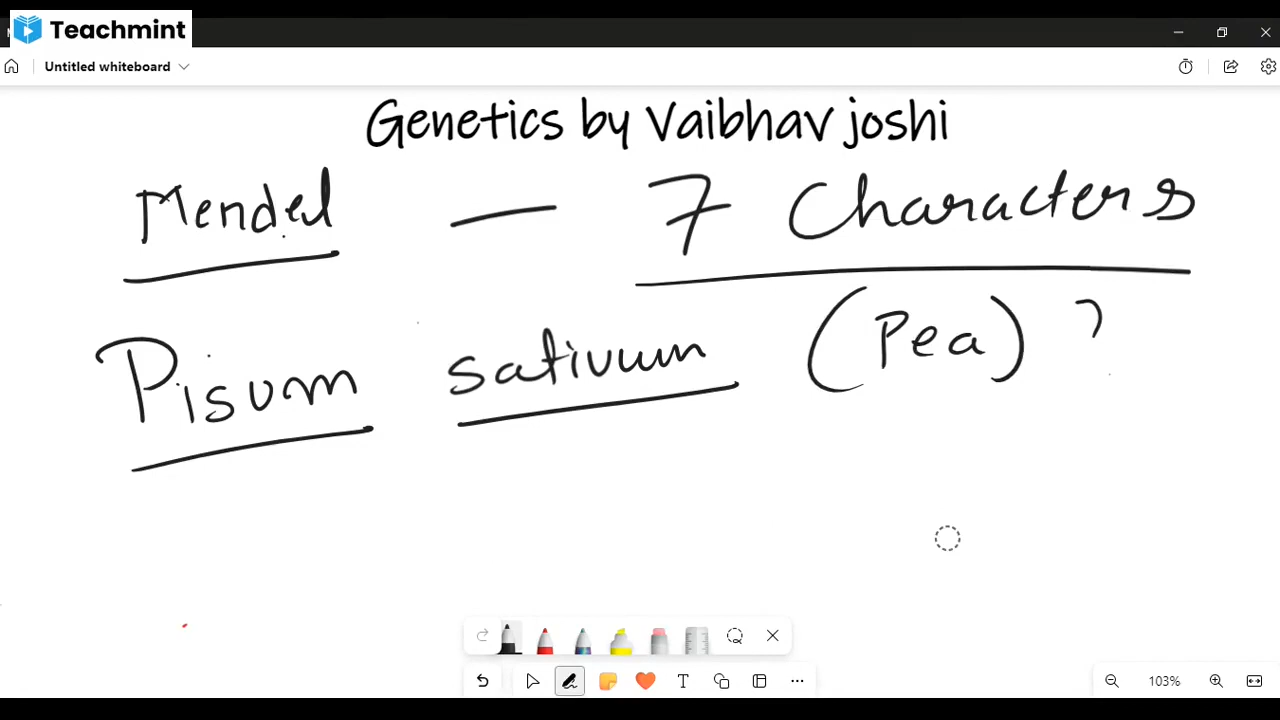 Teachmint
Untitled whiteboard
Genetics by Vaibhav joshi
Mendel — 7 Characters
Pisum sativum (Pea) ?
103%